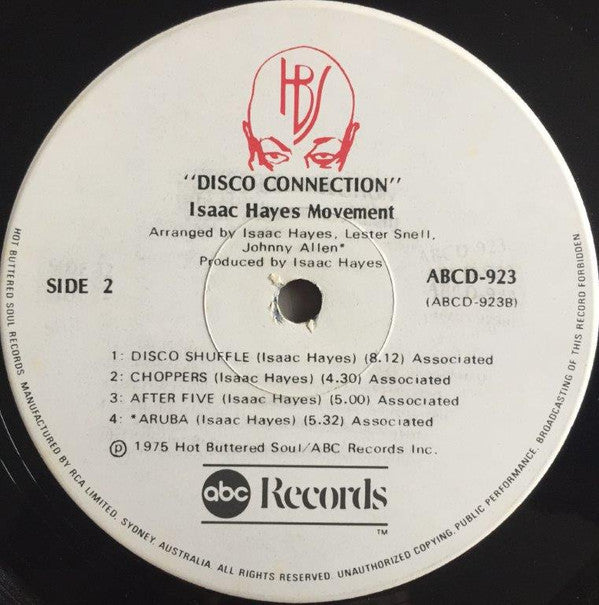 HBS
"DISCO CONNECTION"
Isaac Hayes Movement
Arranged by Isaac Hayes, Lester Snell,
Johnny Allen*
Produced by Isaac Hayes
SIDE 2
ABCD-923
(ABCD-923B)
1: DISCO SHUFFLE (Isaac Hayes) (8.12) Associated
2: CHOPPERS (Isaac Hayes) (4.30) Associated
3: AFTER FIVE (Isaac Hayes) (5.00) Associated
4: *ARUBA (Isaac Hayes) (5.32) Associated
℗ 1975 Hot Buttered Soul/ABC Records Inc.
abc Records
TM
HOT BUTTERED SOUL RECORDS. MANUFACTURED BY RCA LIMITED, SYDNEY, AUSTRALIA. ALL RIGHTS RESERVED. UNAUTHORIZED COPYING, PUBLIC PERFORMANCE, BROADCASTING OF THIS RECORD FORBIDDEN.